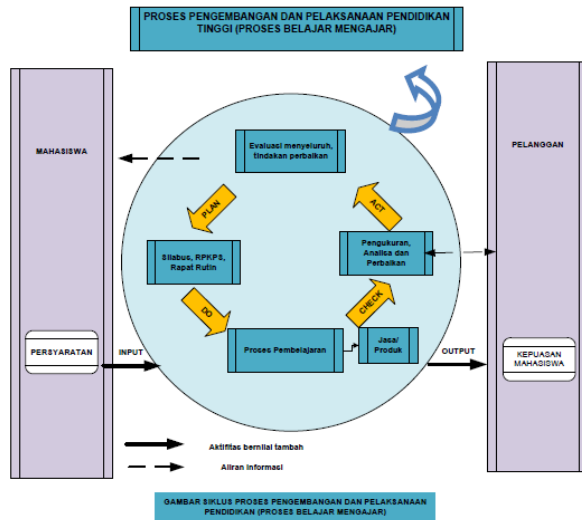 PROSES PENGEMBANGAN DAN PELAKSANAAN PENDIDIKAN
TINGGI (PROSES BELAJAR MENGAJAR)
MAHASISWA
PELANGGAN
Evaluasi menyeluruh,
tindakan perbaikan
PLAN
ACT
Silabus, RPKPS,
Rapat Rutin
Pengukuran,
Analisa dan
Perbaikan
DO
CHECK
Proses Pembelajaran
Jasa/
Produk
PERSYARATAN
INPUT
OUTPUT
KEPUASAN
MAHASISWA
Aktifitas bernilai tambah
Aliran informasi
GAMBAR SIKLUS PROSES PENGEMBANGAN DAN PELAKSANAAN
PENDIDIKAN (PROSES BELAJAR MENGAJAR)